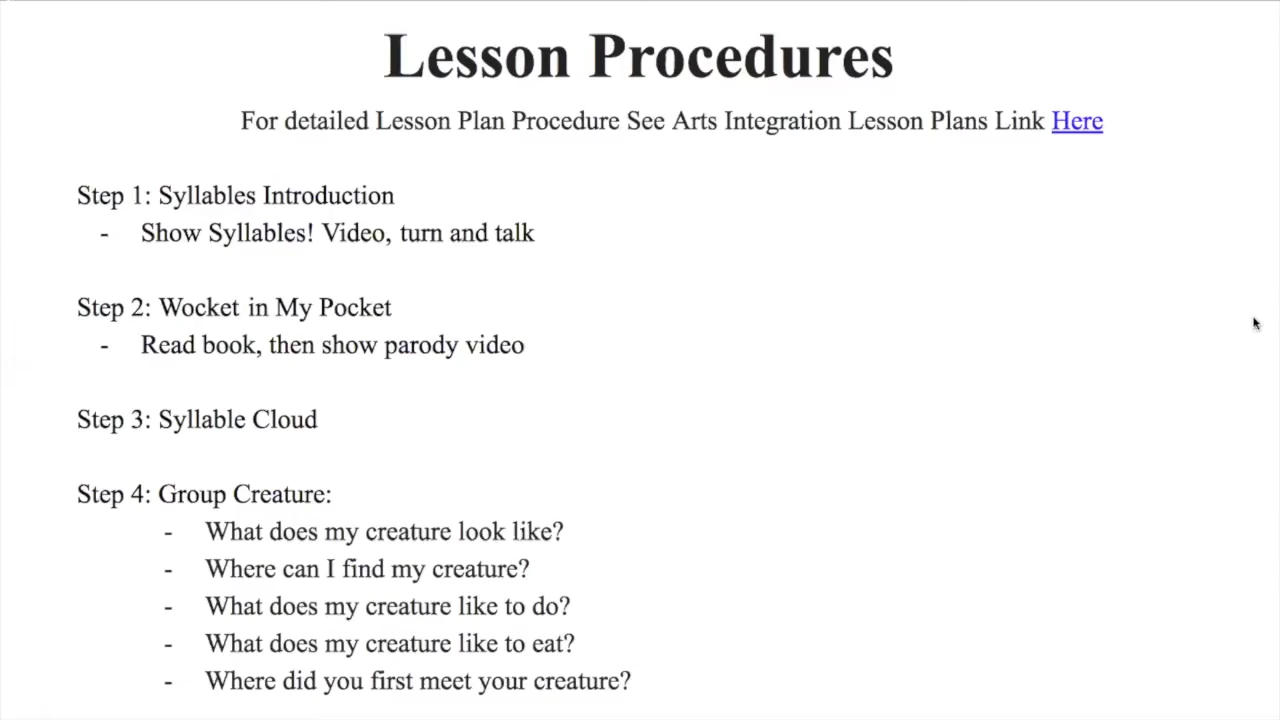 Lesson Procedures
For detailed Lesson Plan Procedure See Arts Integration Lesson Plans Link Here
Step 1: Syllables Introduction
- Show Syllables! Video, turn and talk
Step 2: Wocket in My Pocket
- Read book, then show parody video
Step 3: Syllable Cloud
Step 4: Group Creature:
- What does my creature look like?
- Where can I find my creature?
- What does my creature like to do?
- What does my creature like to eat?
- Where did you first meet your creature?